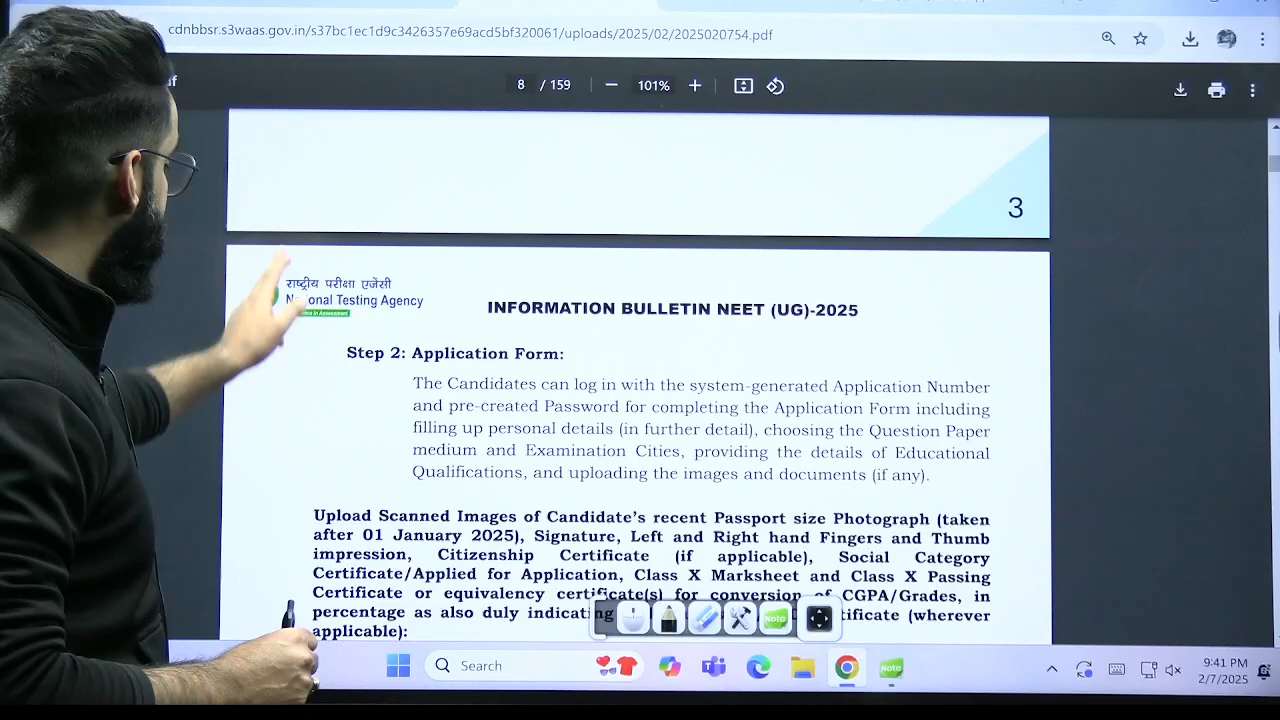 cdnbbsr.s3waas.gov.in/s37bc1ec1d9c3426357e69acd5bf320061/uploads/2025/02/2025020754.pdf
8 / 159 − 101% +
3
राष्ट्रीय परीक्षा एजेंसी
National Testing Agency
INFORMATION BULLETIN NEET (UG)-2025
Step 2: Application Form:
The Candidates can log in with the system-generated Application Number
and pre-created Password for completing the Application Form including
filling up personal details (in further detail), choosing the Question Paper
medium and Examination Cities, providing the details of Educational
Qualifications, and uploading the images and documents (if any).
Upload Scanned Images of Candidate's recent Passport size Photograph (taken
after 01 January 2025), Signature, Left and Right hand Fingers and Thumb
impression, Citizenship Certificate (if applicable), Social Category
Certificate/Applied for Application, Class X Marksheet and Class X Passing
Certificate or equivalency certificate(s) for conversion of CGPA/Grades, in
percentage as also duly indicating (wherever
applicable):
Note
Search
Note
9:41 PM
2/7/2025